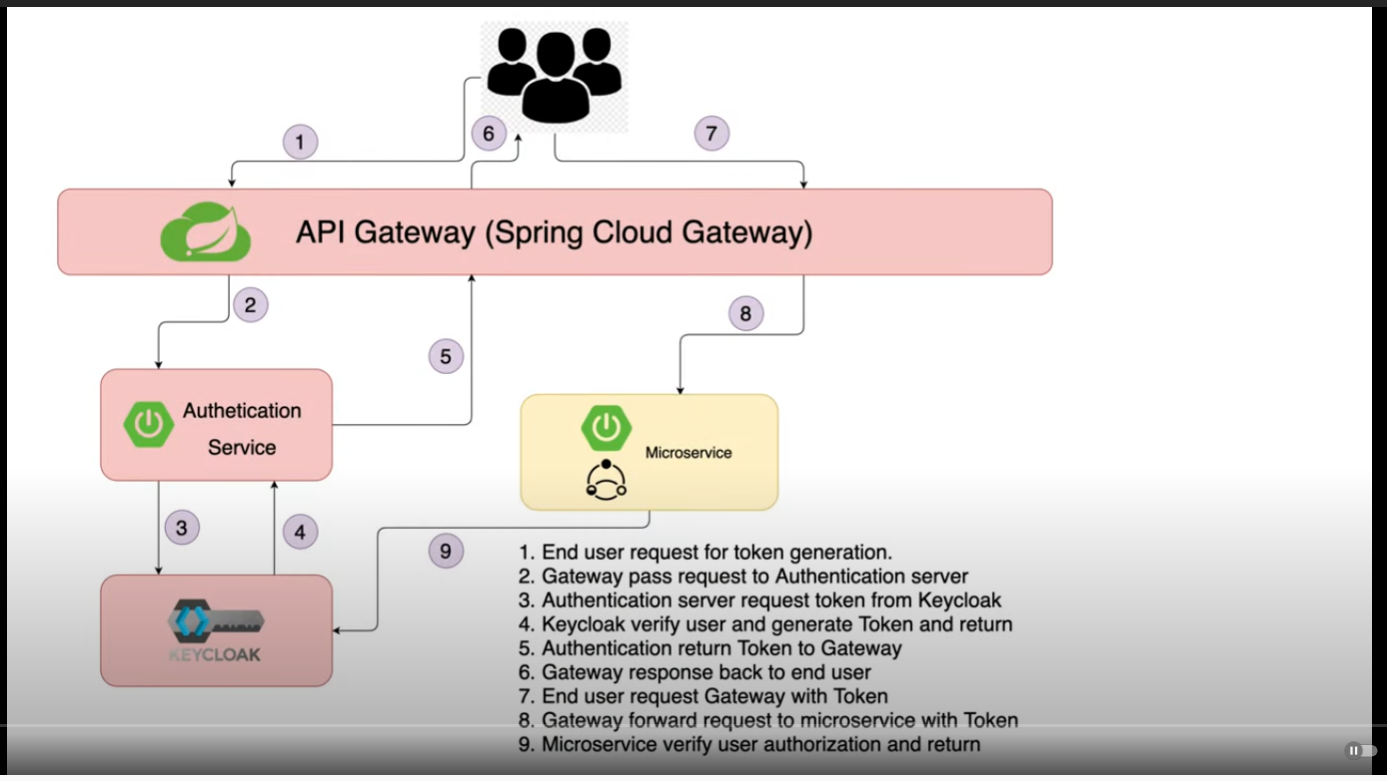 1
6
7
API Gateway (Spring Cloud Gateway)
2
8
5
Authetication
Service
Microservice
3
4
9
KEYCLOAK
1. End user request for token generation.
2. Gateway pass request to Authentication server
3. Authentication server request token from Keycloak
4. Keycloak verify user and generate Token and return
5. Authentication return Token to Gateway
6. Gateway response back to end user
7. End user request Gateway with Token
8. Gateway forward request to microservice with Token
9. Microservice verify user authorization and return